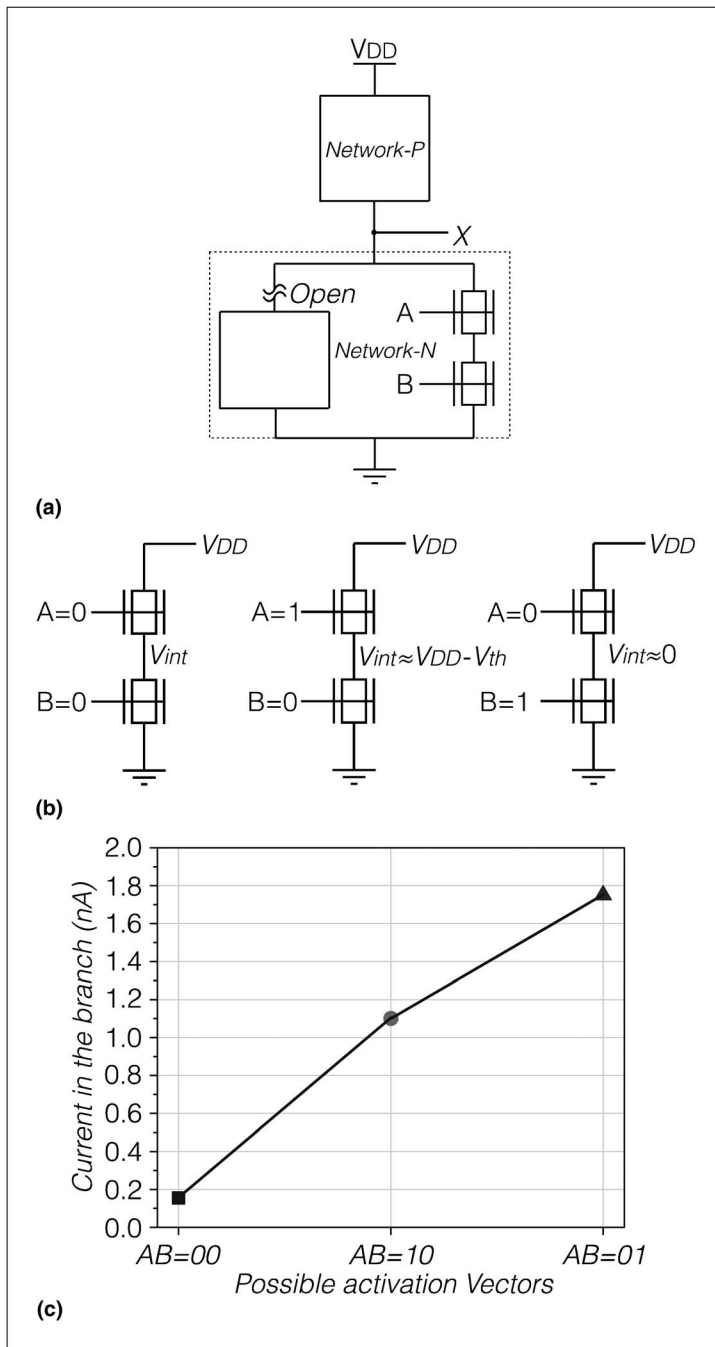 VDD
Network-P
X
Open
A
Network-N
B
(a)
VDD VDD VDD
A=0 A=1 A=0
Vint Vint≈VDD-Vth Vint≈0
B=0 B=0 B=1
(b)
2.0
1.8
1.6
1.4
1.2
1.0
0.8
0.6
0.4
0.2
0.0
Current in the branch (nA)
AB=00 AB=10 AB=01
Possible activation Vectors
(c)